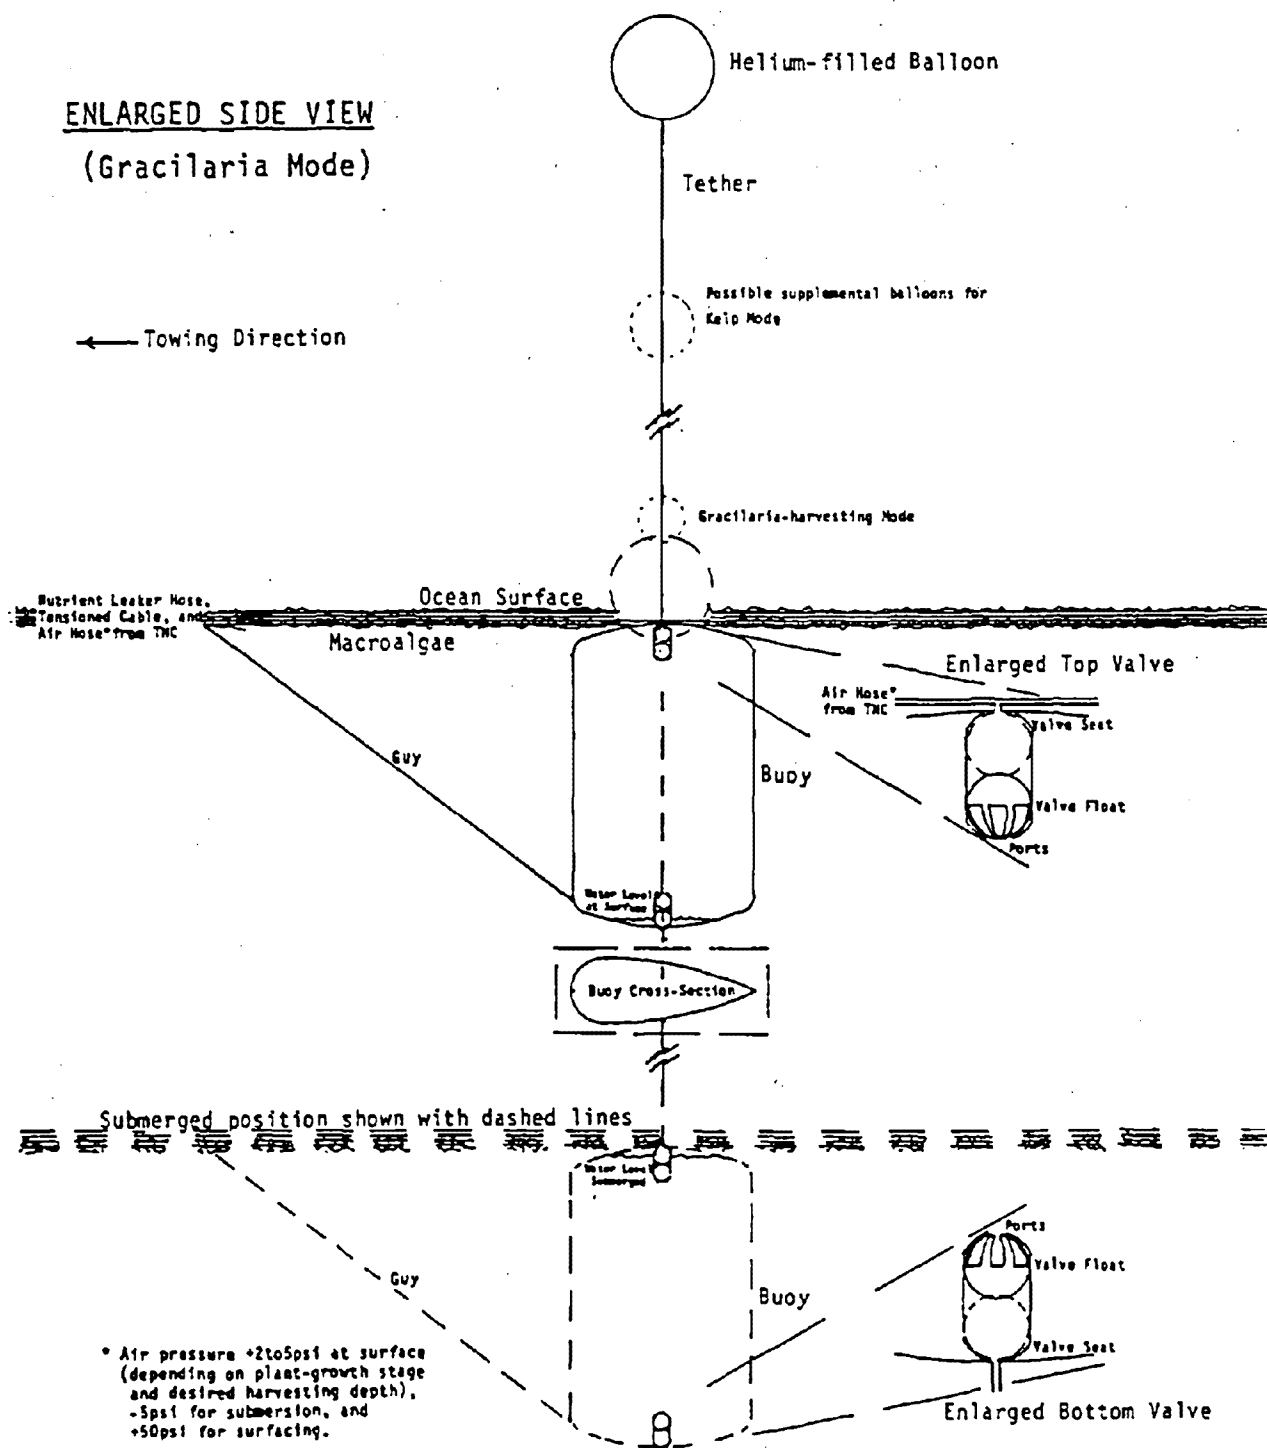 Helium-filled Balloon
ENLARGED SIDE VIEW
(Gracilaria Mode)
Tether
Possible supplemental balloons for
Kelp Mode
Towing Direction
Gracilaria-harvesting Mode
Ocean Surface
Nutrient Leaker Hose,
Tensioned Cable, and
Air Hose* from TMC
Macroalgae
Enlarged Top Valve
Air Hose*
from TMC
Valve Seat
Guy
Buoy
Valve Float
Ports
Water Level
at Surface
Buoy Cross-Section
Submerged position shown with dashed lines
Water Level
Submerged
Ports
Valve Float
Guy
Buoy
Valve Seat
* Air pressure +2to5psi at surface
(depending on plant-growth stage
and desired harvesting depth),
-5psi for submersion, and
+50psi for surfacing.
Enlarged Bottom Valve